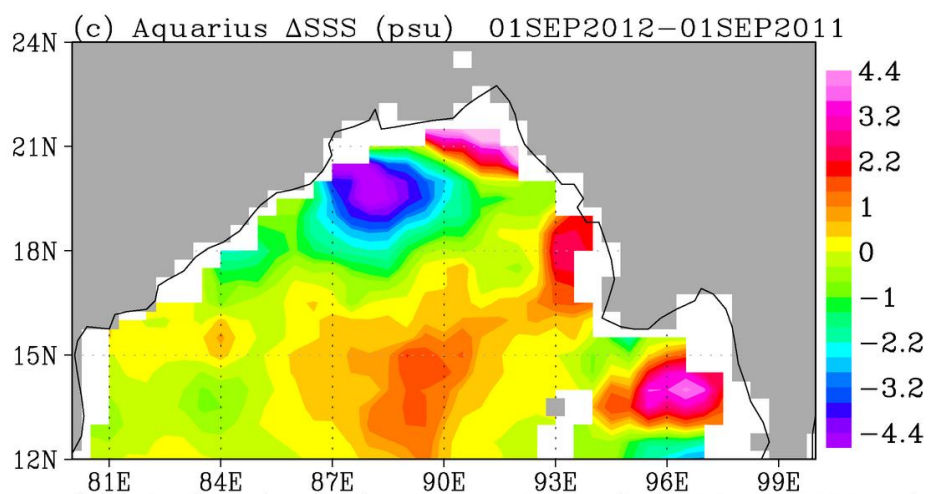 (c) Aquarius ΔSSS (psu) 01SEP2012−01SEP2011
24N
21N
18N
15N
12N
81E 84E 87E 90E 93E 96E 99E
4.4
3.2
2.2
1
0
−1
−2.2
−3.2
−4.4